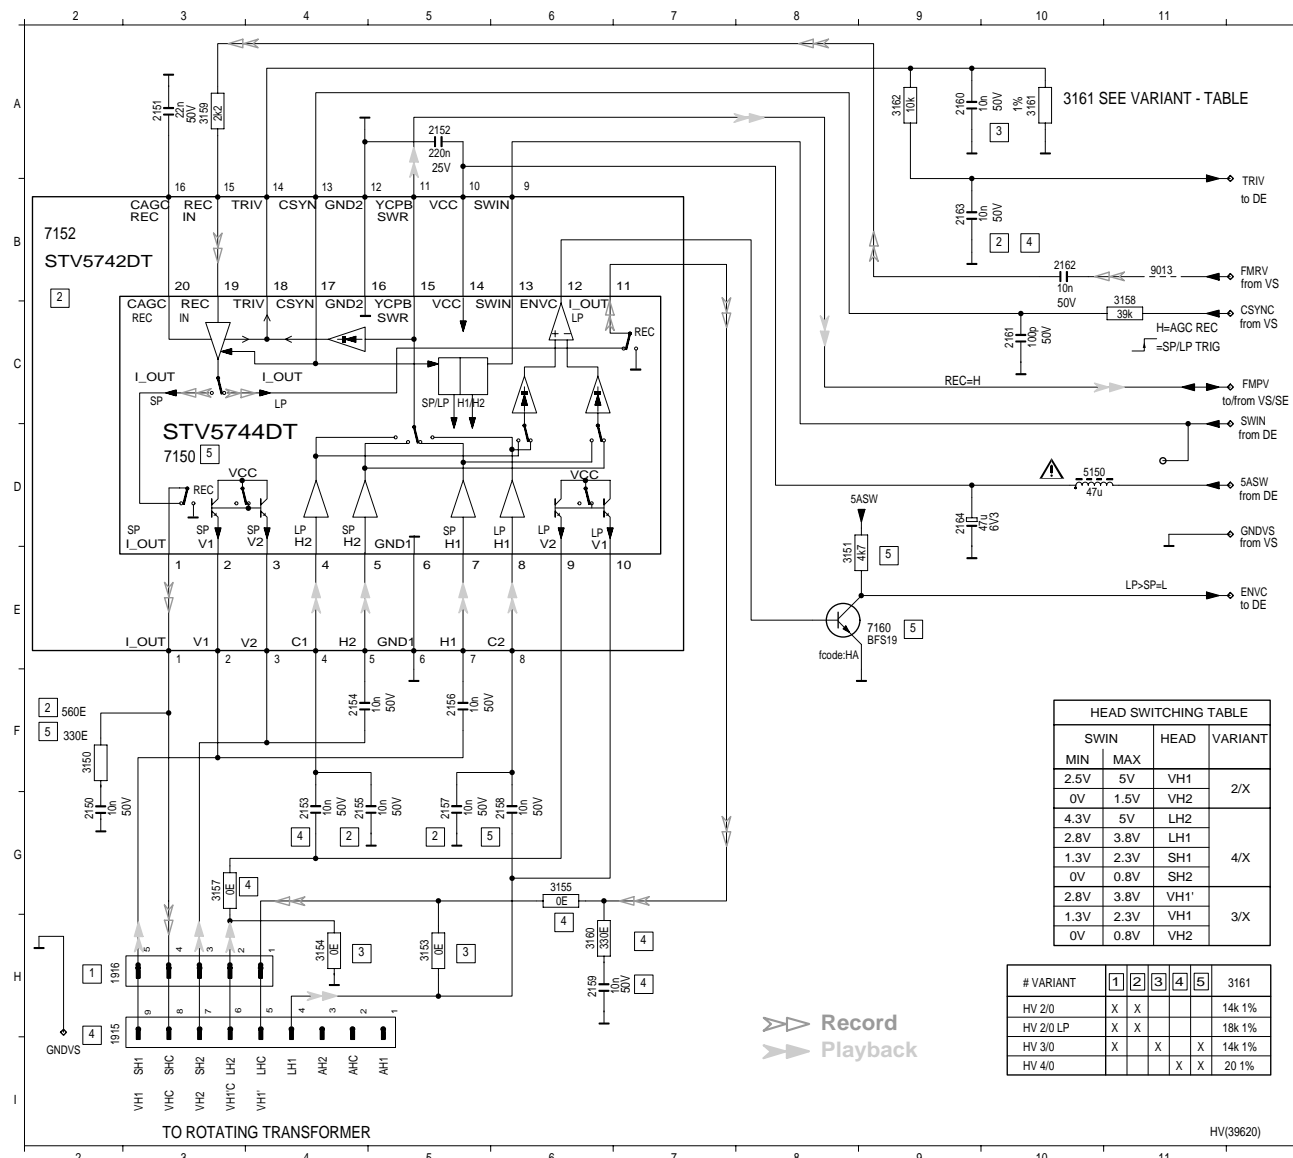 2 3 4 5 6 7 8 9 10 11
A
2151 22n 50V
3159 2k2
2152
220n
25V
3162 10k
2160 10n 50V
3
1% 3161
3161 SEE VARIANT - TABLE
16 15 14 13 12 11 10 9
CAGC REC TRIV CSYN GND2 YCPB VCC SWIN
REC IN SWR
TRIV
to DE
B
7152
STV5742DT
2
2163 10n 50V
2 4
2162
10n
50V
9013
FMRV
from VS
20 19 18 17 16 15 14 13 12 11
CAGC REC TRIV CSYN GND2 YCPB VCC SWIN ENVC I_OUT
REC IN SWR LP
REC
3158
39k
CSYNC
from VS
2161 100p 50V
H=AGC REC
=SP/LP TRIG
C
I_OUT I_OUT
SP LP
SP/LP H1/H2
REC=H
FMPV
to/from VS/SE
SWIN
from DE
STV5744DT
7150 5
D
VCC VCC
REC
5150
47u
5ASW
from DE
5ASW
2164 47u 6V3
SP SP SP LP SP SP LP LP LP
I_OUT V1 V2 H2 H2 GND1 H1 H1 V2 V1
1 2 3 4 5 6 7 8 9 10
3151 4k7
5
GNDVS
from VS
E
LP>SP=L
ENVC
to DE
7160
BFS19
5
fcode:HA
I_OUT V1 V2 C1 H2 GND1 H1 C2
1 2 3 4 5 6 7 8
F
2 560E
5 330E
3150
2154 10n 50V
2156 10n 50V
2150 10n 50V
2153 10n 50V
2155 10n 50V
2157 10n 50V
2158 10n 50V
4 2 2 5
HEAD SWITCHING TABLE
SWIN HEAD VARIANT
MIN MAX
2.5V 5V VH1 2/X
0V 1.5V VH2
4.3V 5V LH2 4/X
2.8V 3.8V LH1
1.3V 2.3V SH1
0V 0.8V SH2
2.8V 3.8V VH1' 3/X
1.3V 2.3V VH1
0V 0.8V VH2
G
3157 0E
4
3155
0E
4
H
3154 0E
3
3153 0E
3
3160 330E
4
2159 10n 50V
4
1
1916
5 4 3 2 1
4
1915
9 8 7 6 5 4 3 2 1
GNDVS
SH1 SHC SH2 LH2 LHC LH1 AH2 AHC AH1
VH1 VHC VH2 VH1'C VH1'
Record
Playback
# VARIANT 1 2 3 4 5 3161
HV 2/0 X X 14k 1%
HV 2/0 LP X X 18k 1%
HV 3/0 X X X 14k 1%
HV 4/0 X X 20 1%
I
TO ROTATING TRANSFORMER
HV(39620)
2 3 4 5 6 7 8 9 10 11